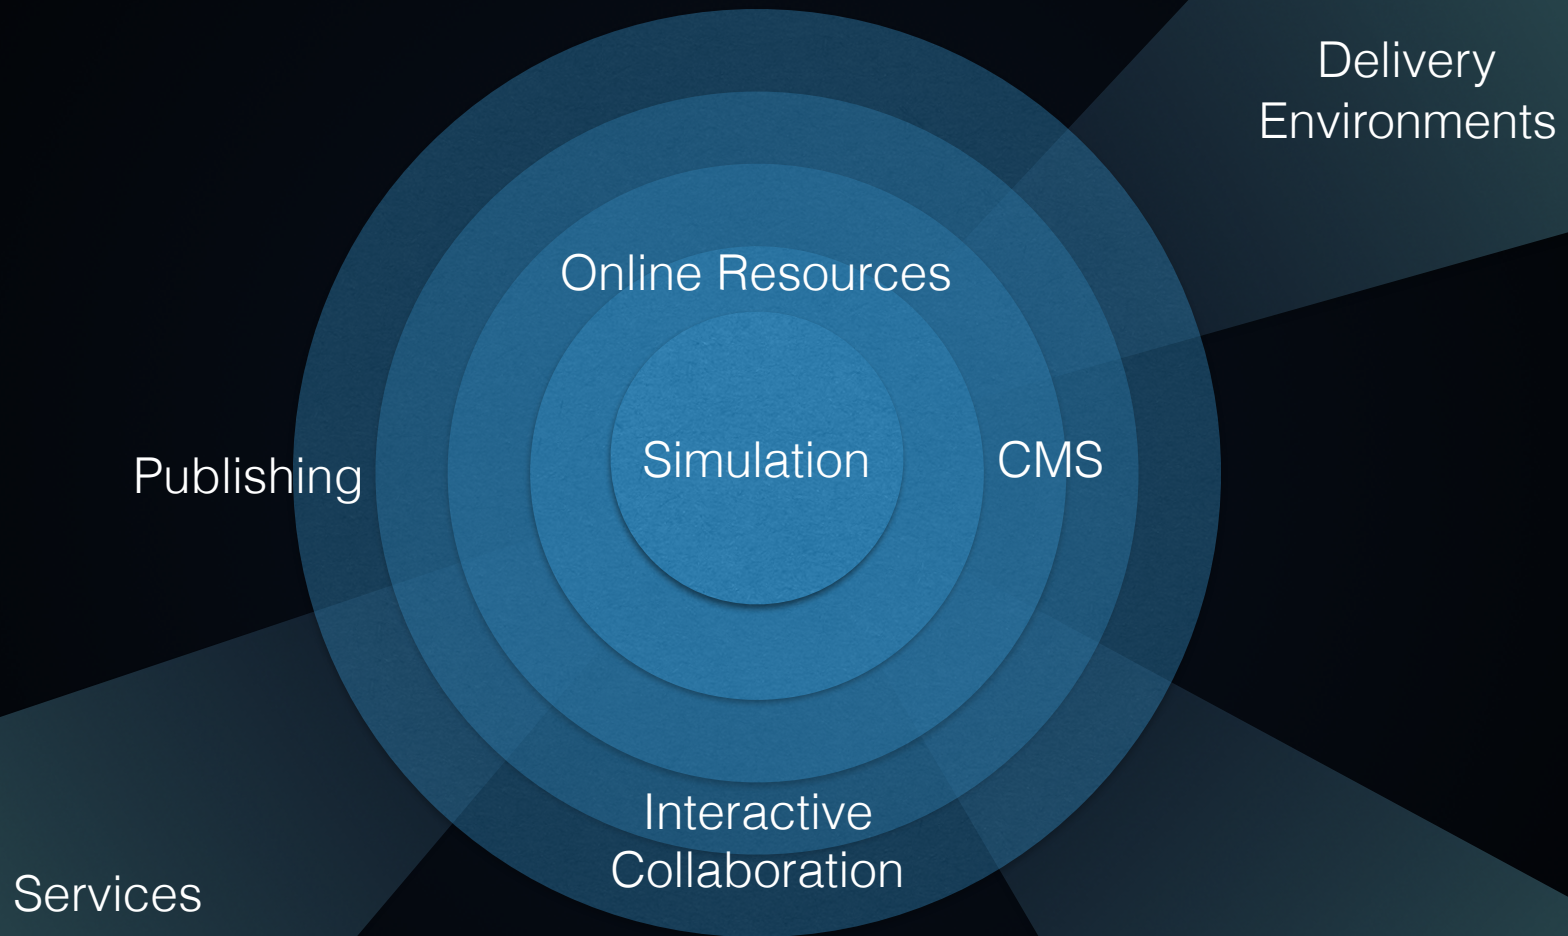 Delivery
Environments
Online Resources
Simulation
CMS
Publishing
Interactive
Collaboration
Services